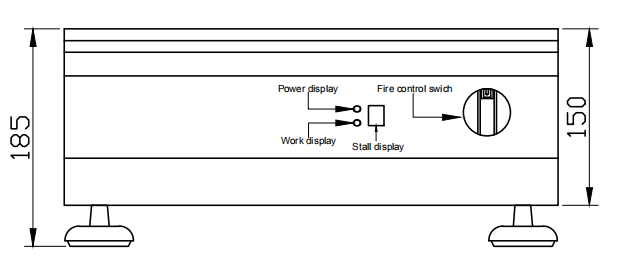 Power display
Fire control swich
Work display
Stall display
185
150